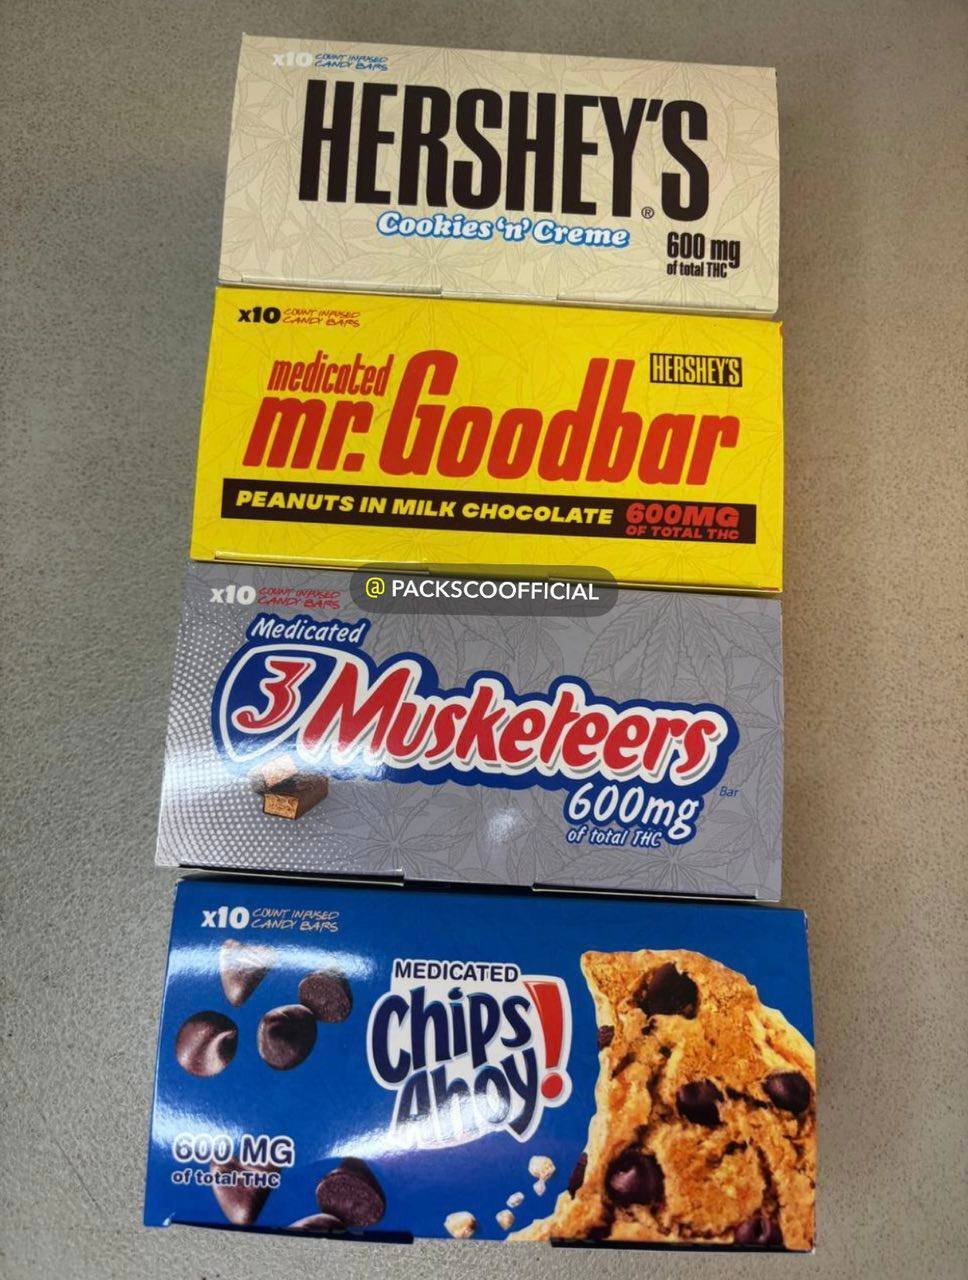 x10 COUNT INFUSED
CANDY BARS
HERSHEY'S®
Cookies 'n' Creme
600 mg
of total THC
x10 COUNT INFUSED
CANDY BARS
HERSHEY'S
medicated
mr. Goodbar
PEANUTS IN MILK CHOCOLATE
600MG
OF TOTAL THC
@ PACKSCOOFFICIAL
x10 COUNT INFUSED
CANDY BARS
Medicated
3 Musketeers
Bar
600mg
of total THC
x10 COUNT INFUSED
CANDY BARS
MEDICATED
Chips
Ahoy!
600 MG
of total THC